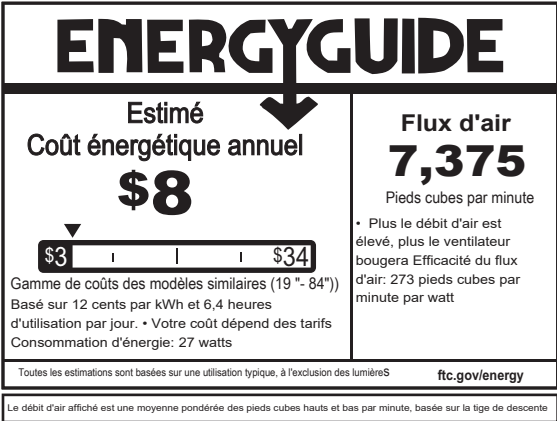 ENERGYGUIDE
Estimé
Coût énergétique annuel
$8
$3
$34
Gamme de coûts des modèles similaires (19 "- 84"))
Basé sur 12 cents par kWh et 6,4 heures
d'utilisation par jour. • Votre coût dépend des tarifs
Consommation d'énergie: 27 watts
Flux d'air
7,375
Pieds cubes par minute
• Plus le débit d'air est
élevé, plus le ventilateur
bougera Efficacité du flux
d'air: 273 pieds cubes par
minute par watt
Toutes les estimations sont basées sur une utilisation typique, à l'exclusion des lumièreS
ftc.gov/energy
Le débit d'air affiché est une moyenne pondérée des pieds cubes hauts et bas par minute, basée sur la tige de descente